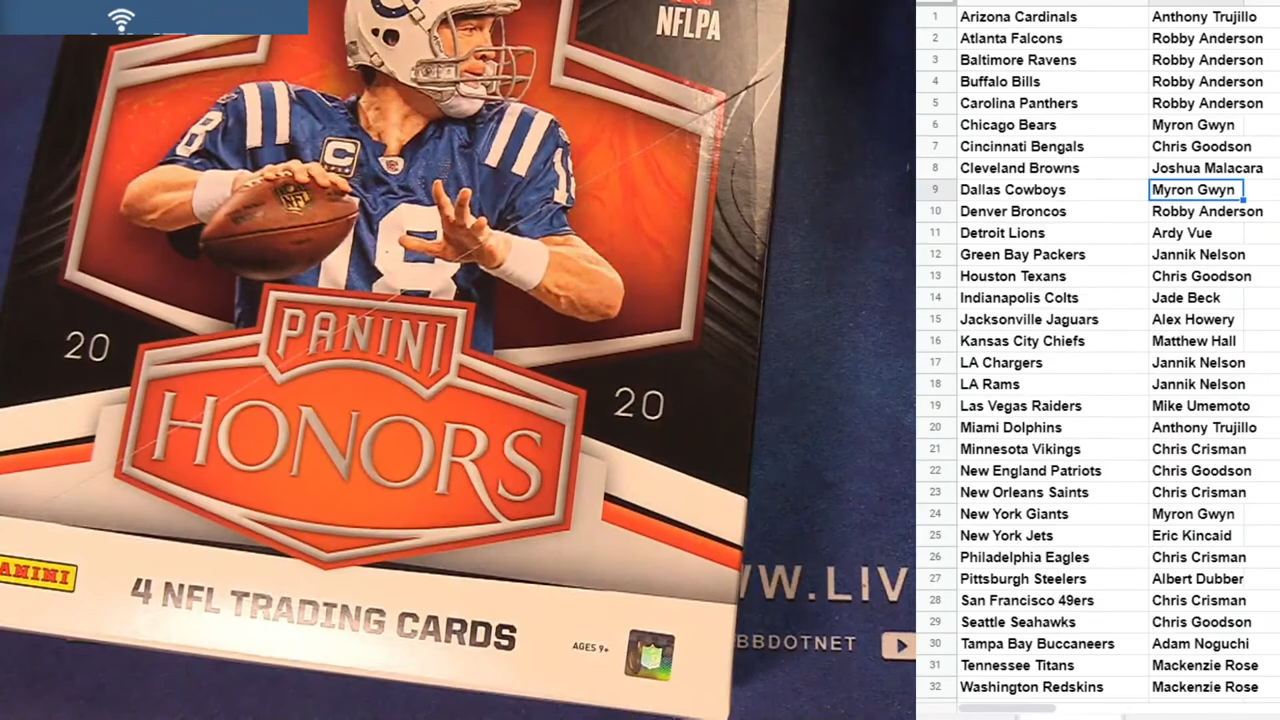 NFLPA
C
18
18
NFL
20
PANINI
20
HONORS
PANINI
4 NFL TRADING CARDS
AGES 9+
WW.LIV
BBDOTNET
1 Arizona Cardinals Anthony Trujillo
2 Atlanta Falcons Robby Anderson
3 Baltimore Ravens Robby Anderson
4 Buffalo Bills Robby Anderson
5 Carolina Panthers Robby Anderson
6 Chicago Bears Myron Gwyn
7 Cincinnati Bengals Chris Goodson
8 Cleveland Browns Joshua Malacara
9 Dallas Cowboys Myron Gwyn
10 Denver Broncos Robby Anderson
11 Detroit Lions Ardy Vue
12 Green Bay Packers Jannik Nelson
13 Houston Texans Chris Goodson
14 Indianapolis Colts Jade Beck
15 Jacksonville Jaguars Alex Howery
16 Kansas City Chiefs Matthew Hall
17 LA Chargers Jannik Nelson
18 LA Rams Jannik Nelson
19 Las Vegas Raiders Mike Umemoto
20 Miami Dolphins Anthony Trujillo
21 Minnesota Vikings Chris Crisman
22 New England Patriots Chris Goodson
23 New Orleans Saints Chris Crisman
24 New York Giants Myron Gwyn
25 New York Jets Eric Kincaid
26 Philadelphia Eagles Chris Crisman
27 Pittsburgh Steelers Albert Dubber
28 San Francisco 49ers Chris Crisman
29 Seattle Seahawks Chris Goodson
30 Tampa Bay Buccaneers Adam Noguchi
31 Tennessee Titans Mackenzie Rose
32 Washington Redskins Mackenzie Rose